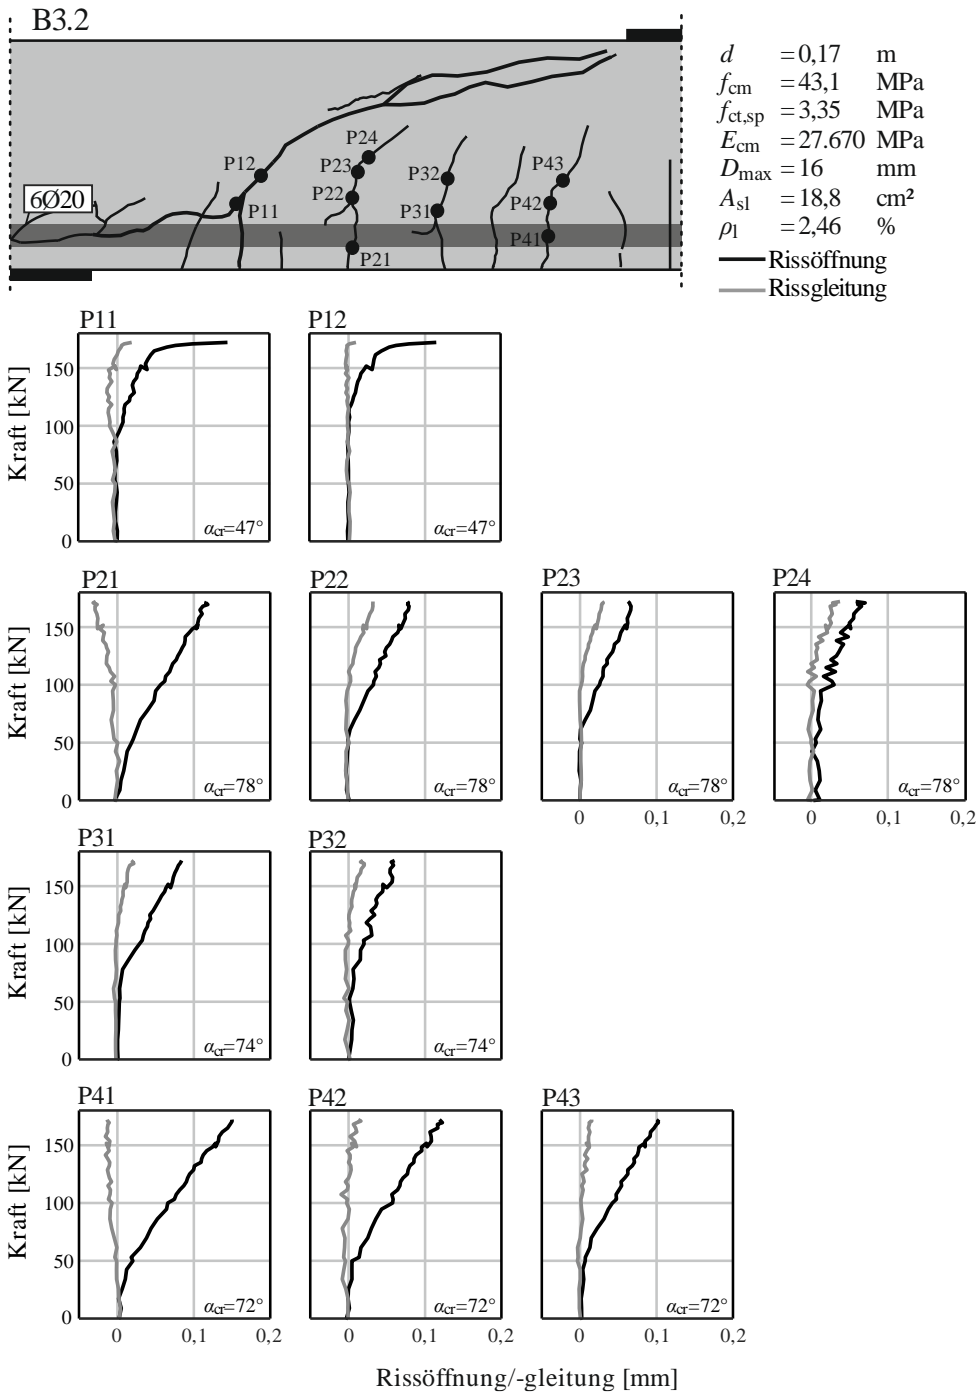 B3.2
P24
P12
P23
P32
P43
6Ø20
P22
P11
P31
P42
P41
P21
d =0,17 m
fcm =43,1 MPa
fct,sp =3,35 MPa
Ecm =27.670 MPa
Dmax =16 mm
Asl =18,8 cm²
ρl =2,46 %
Rissöffnung
Rissgleitung
P11 P12
Kraft [kN]
150
100
50
0
αcr=47° αcr=47°
P21 P22 P23 P24
Kraft [kN]
150
100
50
0
αcr=78° αcr=78° αcr=78° αcr=78°
0 0,1 0,2 0 0,1 0,2
P31 P32
Kraft [kN]
150
100
50
0
αcr=74° αcr=74°
P41 P42 P43
Kraft [kN]
150
100
50
0
αcr=72° αcr=72° αcr=72°
0 0,1 0,2 0 0,1 0,2 0 0,1 0,2
Rissöffnung/-gleitung [mm]